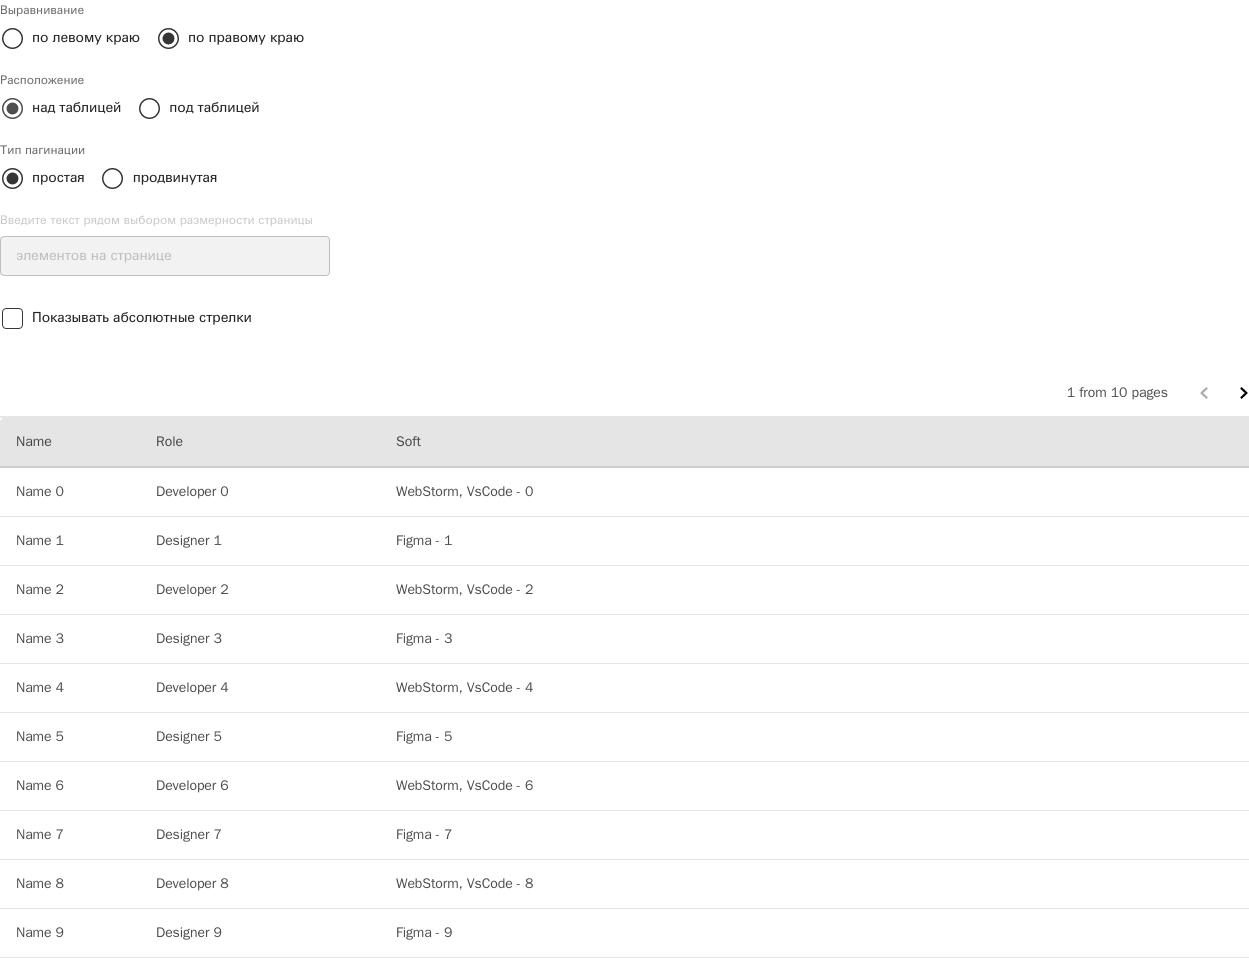 Выравнивание
по левому краю по правому краю
Расположение
над таблицей под таблицей
Тип пагинации
простая продвинутая
Введите текст рядом выбором размерности страницы
элементов на странице
Показывать абсолютные стрелки
1 from 10 pages
Name Role Soft
Name 0 Developer 0 WebStorm, VsCode - 0
Name 1 Designer 1 Figma - 1
Name 2 Developer 2 WebStorm, VsCode - 2
Name 3 Designer 3 Figma - 3
Name 4 Developer 4 WebStorm, VsCode - 4
Name 5 Designer 5 Figma - 5
Name 6 Developer 6 WebStorm, VsCode - 6
Name 7 Designer 7 Figma - 7
Name 8 Developer 8 WebStorm, VsCode - 8
Name 9 Designer 9 Figma - 9